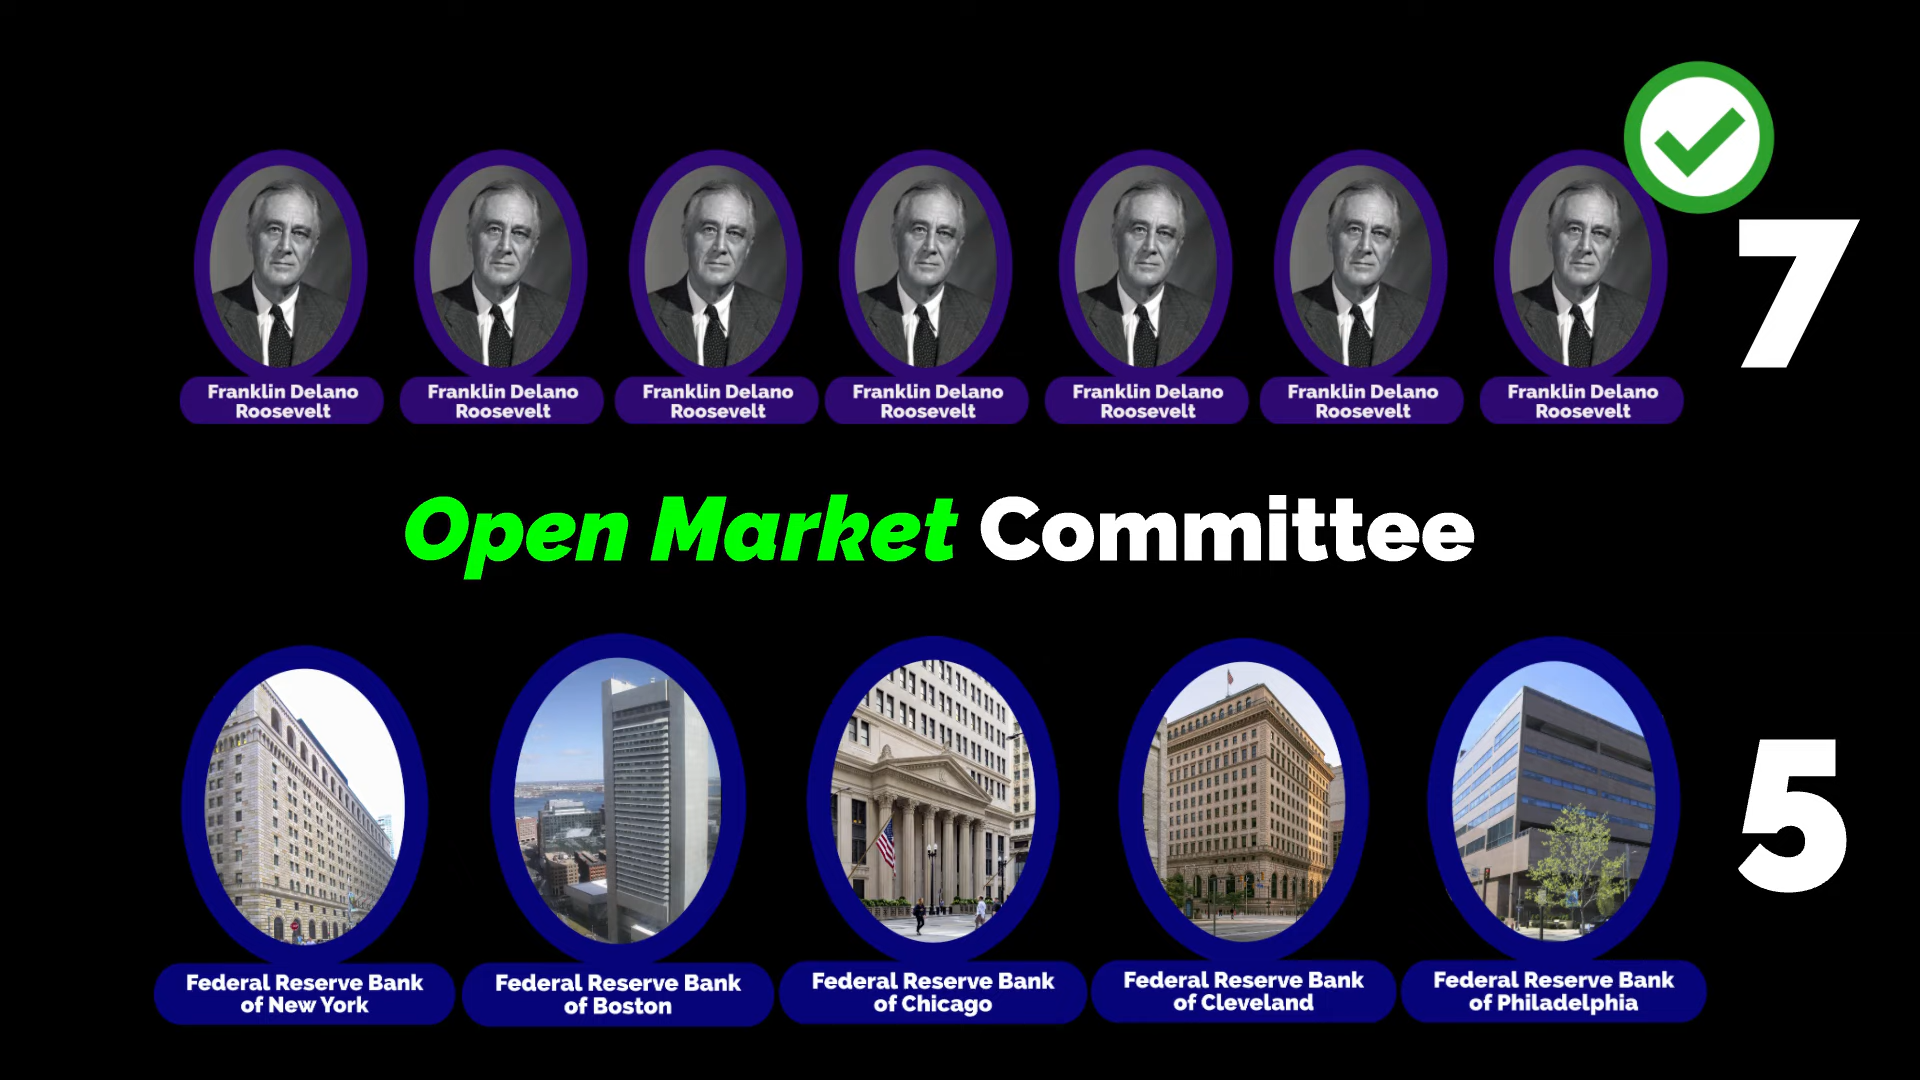 7
Franklin Delano
Roosevelt
Franklin Delano
Roosevelt
Franklin Delano
Roosevelt
Franklin Delano
Roosevelt
Franklin Delano
Roosevelt
Franklin Delano
Roosevelt
Franklin Delano
Roosevelt
Open Market Committee
5
Federal Reserve Bank
of New York
Federal Reserve Bank
of Boston
Federal Reserve Bank
of Chicago
Federal Reserve Bank
of Cleveland
Federal Reserve Bank
of Philadelphia